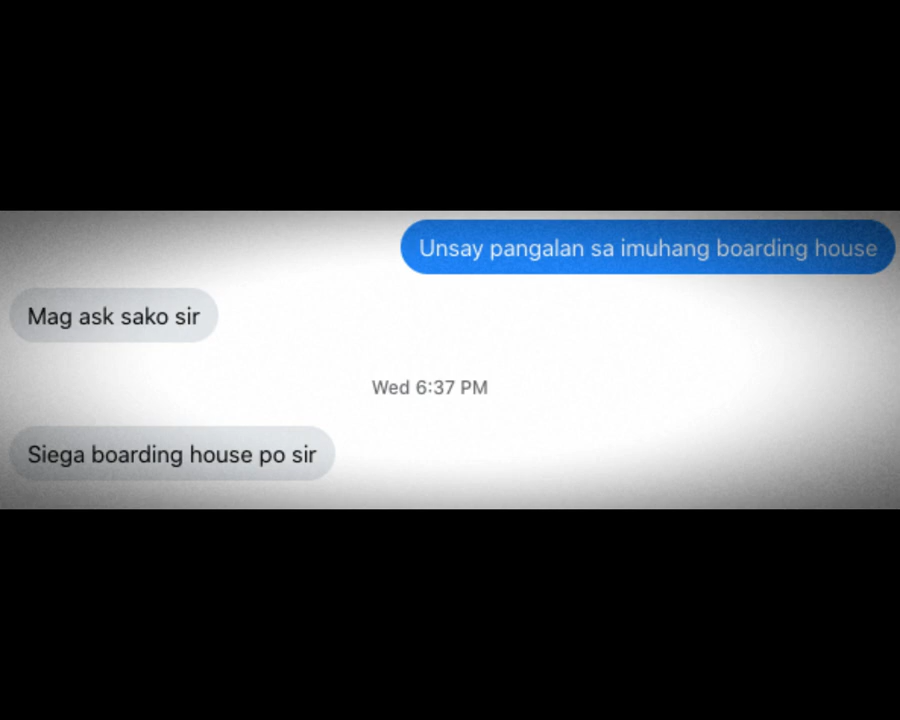 Unsay pangalan sa imuhang boarding house
Mag ask sako sir
Wed 6:37 PM
Siega boarding house po sir